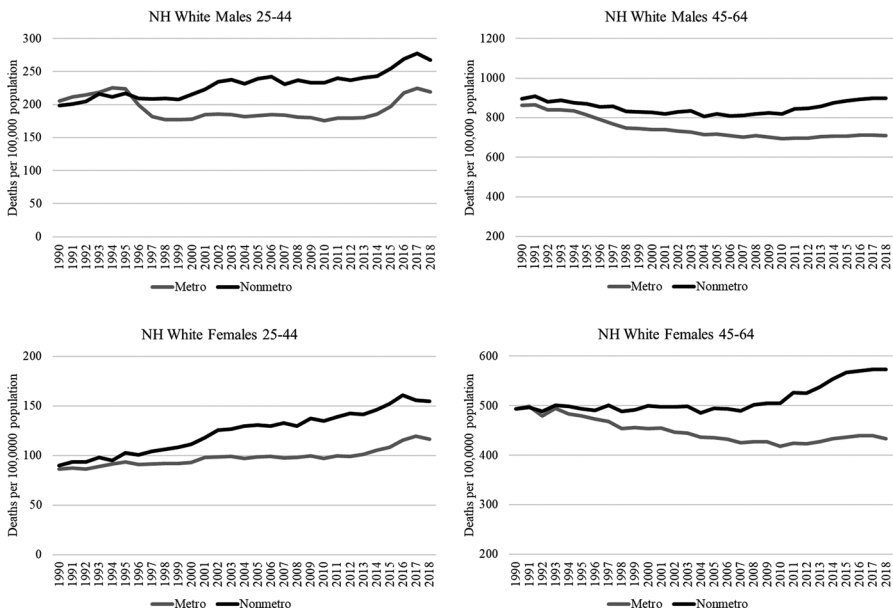 NH White Males 25-44
Deaths per 100,000 population
300
250
200
150
100
50
0
1990 1991 1992 1993 1994 1995 1996 1997 1998 1999 2000 2001 2002 2003 2004 2005 2006 2007 2008 2009 2010 2011 2012 2013 2014 2015 2016 2017 2018
Metro Nonmetro
NH White Males 45-64
Deaths per 100,000 population
1200
1000
800
600
400
200
1990 1991 1992 1993 1994 1995 1996 1997 1998 1999 2000 2001 2002 2003 2004 2005 2006 2007 2008 2009 2010 2011 2012 2013 2014 2015 2016 2017 2018
Metro Nonmetro
NH White Females 25-44
Deaths per 100,0000 population
200
150
100
50
0
1990 1991 1992 1993 1994 1995 1996 1997 1998 1999 2000 2001 2002 2003 2004 2005 2006 2007 2008 2009 2010 2011 2012 2013 2014 2015 2016 2017 2018
Metro Nonmetro
NH White Females 45-64
Deaths per 100,000 population
600
500
400
300
200
1990 1991 1992 1993 1994 1995 1996 1997 1998 1999 2000 2001 2002 2003 2004 2005 2006 2007 2008 2009 2010 2011 2012 2013 2014 2015 2016 2017 2018
Metro Nonmetro